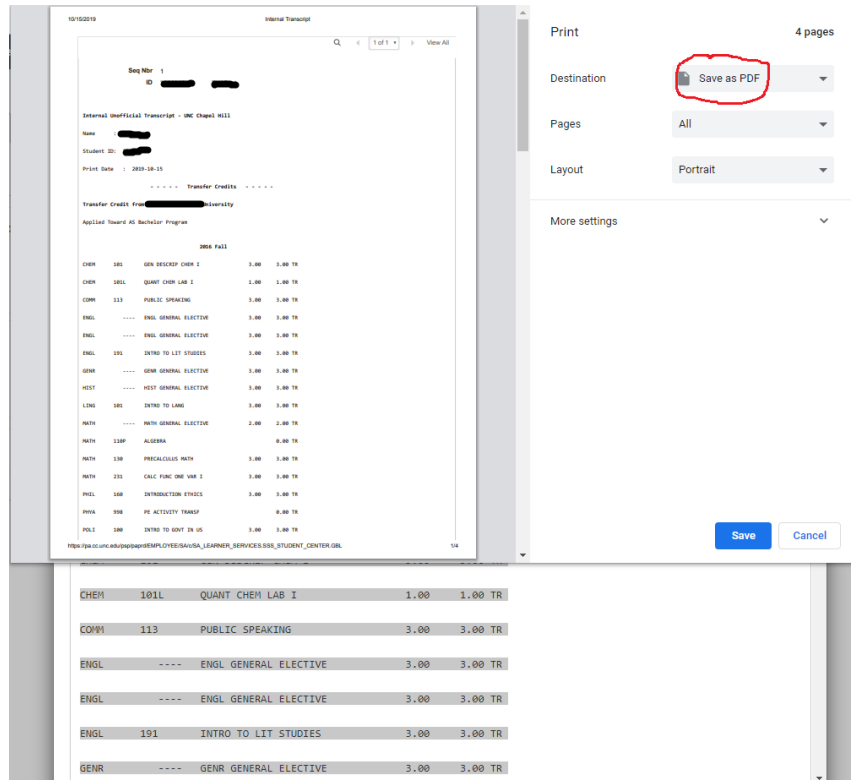 10/15/2019 Internal Transcript
1 of 1 View All
Seq Nbr 1
ID
Internal Unofficial Transcript - UNC Chapel Hill
Name :
Student ID:
Print Date : 2019-10-15
- - - - - Transfer Credits - - - - -
Transfer Credit from niversity
Applied Toward AS Bachelor Program
2016 Fall
CHEM 101 GEN DESCRIP CHEM I 3.00 3.00 TR
CHEM 101L QUANT CHEM LAB I 1.00 1.00 TR
COMM 113 PUBLIC SPEAKING 3.00 3.00 TR
ENGL ---- ENGL GENERAL ELECTIVE 3.00 3.00 TR
ENGL ---- ENGL GENERAL ELECTIVE 3.00 3.00 TR
ENGL 191 INTRO TO LIT STUDIES 3.00 3.00 TR
GENR ---- GENR GENERAL ELECTIVE 3.00 3.00 TR
HIST ---- HIST GENERAL ELECTIVE 3.00 3.00 TR
LING 101 INTRO TO LANG 3.00 3.00 TR
MATH ---- MATH GENERAL ELECTIVE 2.00 2.00 TR
MATH 110P ALGEBRA 0.00 TR
MATH 130 PRECALCULUS MATH 3.00 3.00 TR
MATH 231 CALC FUNC ONE VAR I 3.00 3.00 TR
PHIL 160 INTRODUCTION ETHICS 3.00 3.00 TR
PHYA 998 PE ACTIVITY TRANSF 0.00 TR
POLI 100 INTRO TO GOVT IN US 3.00 3.00 TR
https://pa.cc.unc.edu/psp/paprd/EMPLOYEE/SA/c/SA_LEARNER_SERVICES.SSS_STUDENT_CENTER.GBL 1/4
Print 4 pages
Destination Save as PDF
Pages All
Layout Portrait
More settings
Save Cancel
CHEM 101L QUANT CHEM LAB I 1.00 1.00 TR
COMM 113 PUBLIC SPEAKING 3.00 3.00 TR
ENGL ---- ENGL GENERAL ELECTIVE 3.00 3.00 TR
ENGL ---- ENGL GENERAL ELECTIVE 3.00 3.00 TR
ENGL 191 INTRO TO LIT STUDIES 3.00 3.00 TR
GENR ---- GENR GENERAL ELECTIVE 3.00 3.00 TR